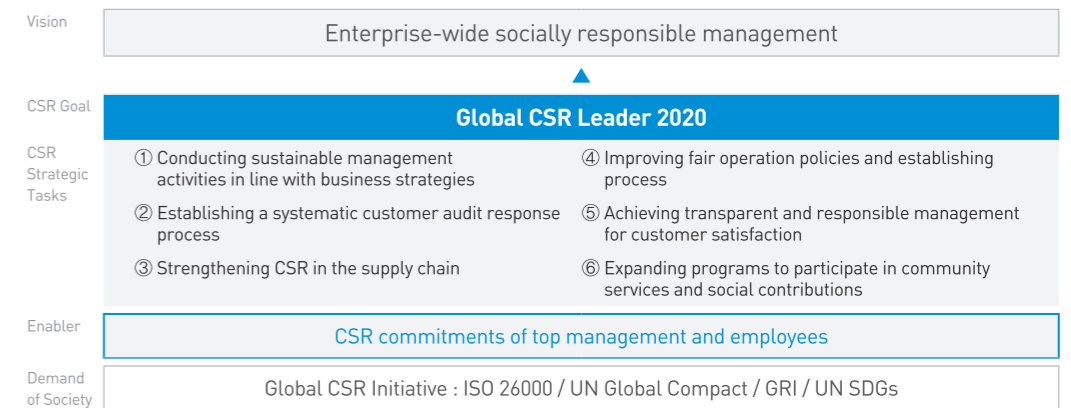 Vision
Enterprise-wide socially responsible management
CSR Goal
Global CSR Leader 2020
CSR
Strategic
Tasks
① Conducting sustainable management
activities in line with business strategies
② Establishing a systematic customer audit response
process
③ Strengthening CSR in the supply chain
④ Improving fair operation policies and establishing
process
⑤ Achieving transparent and responsible management
for customer satisfaction
⑥ Expanding programs to participate in community
services and social contributions
Enabler
CSR commitments of top management and employees
Demand
of Society
Global CSR Initiative : ISO 26000 / UN Global Compact / GRI / UN SDGs